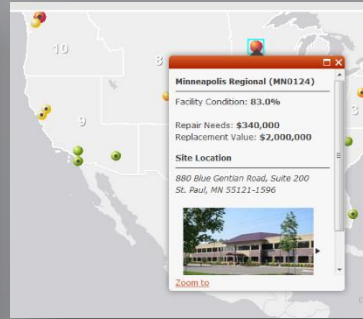 10
8
9
3
Minneapolis Regional (MN0124)
Facility Condition: 83.0%
Repair Needs: $340,000
Replacement Value: $2,000,000
Site Location
880 Blue Gentian Road, Suite 200
St. Paul, MN 55121-1596
Zoom to